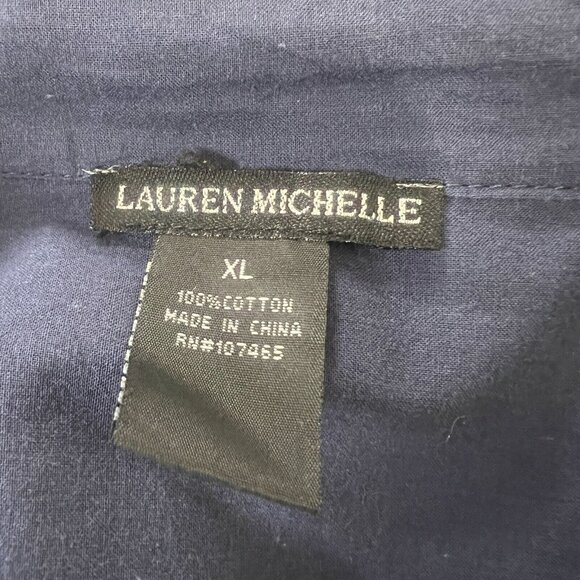 LAUREN MICHELLE
XL
100%COTTON
MADE IN CHINA
RN#107465